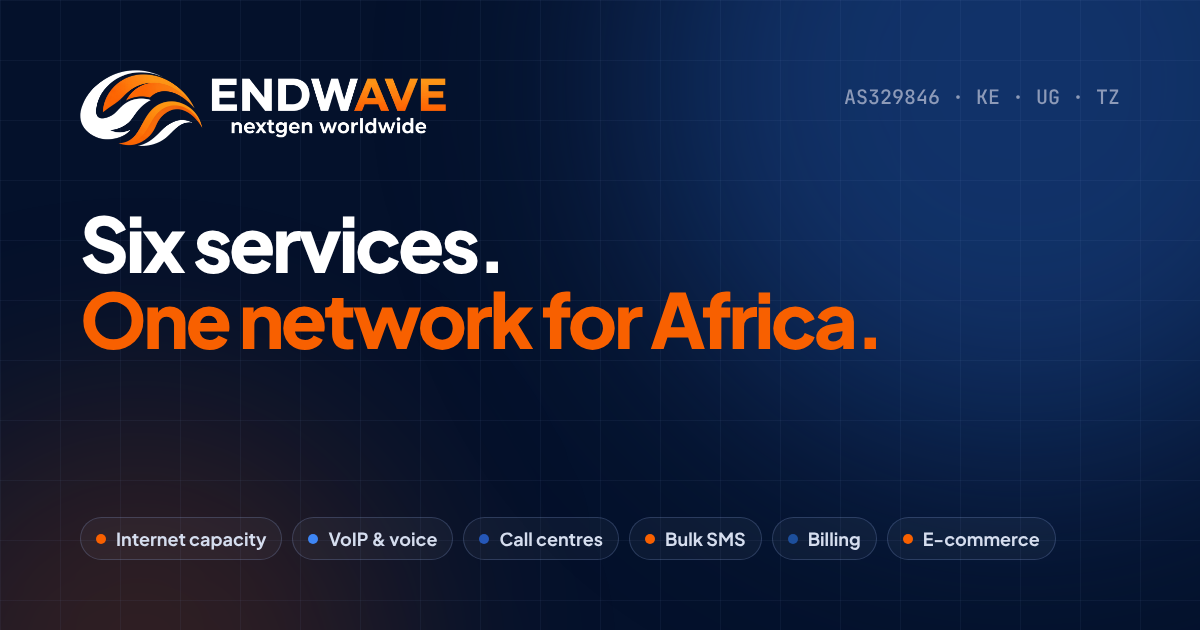 ENDWAVE
nextgen worldwide
AS329846 · KE · UG · TZ
Six services.
One network for Africa.
Internet capacity
VoIP & voice
Call centres
Bulk SMS
Billing
E-commerce